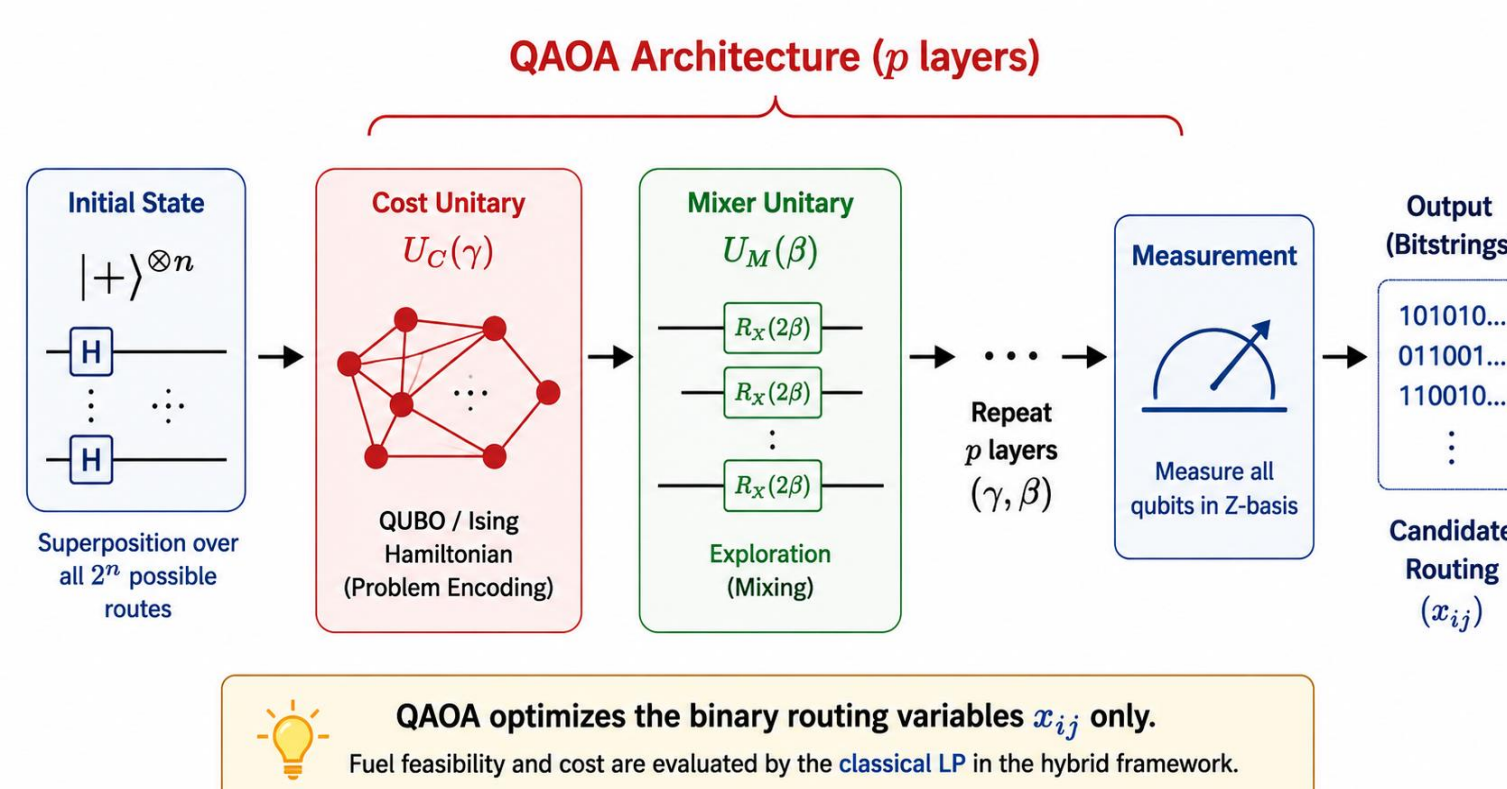 QAOA Architecture (p layers)
Initial State
|+⟩⊗n
H
H
Superposition over
all 2ⁿ possible
routes
Cost Unitary
U_C(γ)
QUBO / Ising
Hamiltonian
(Problem Encoding)
Mixer Unitary
U_M(β)
R_X(2β)
R_X(2β)
R_X(2β)
Exploration
(Mixing)
Repeat
p layers
(γ, β)
Measurement
Measure all
qubits in Z-basis
Output
(Bitstrings
101010...
011001...
110010...
Candidate
Routing
(x_ij)
QAOA optimizes the binary routing variables x_ij only.
Fuel feasibility and cost are evaluated by the classical LP in the hybrid framework.